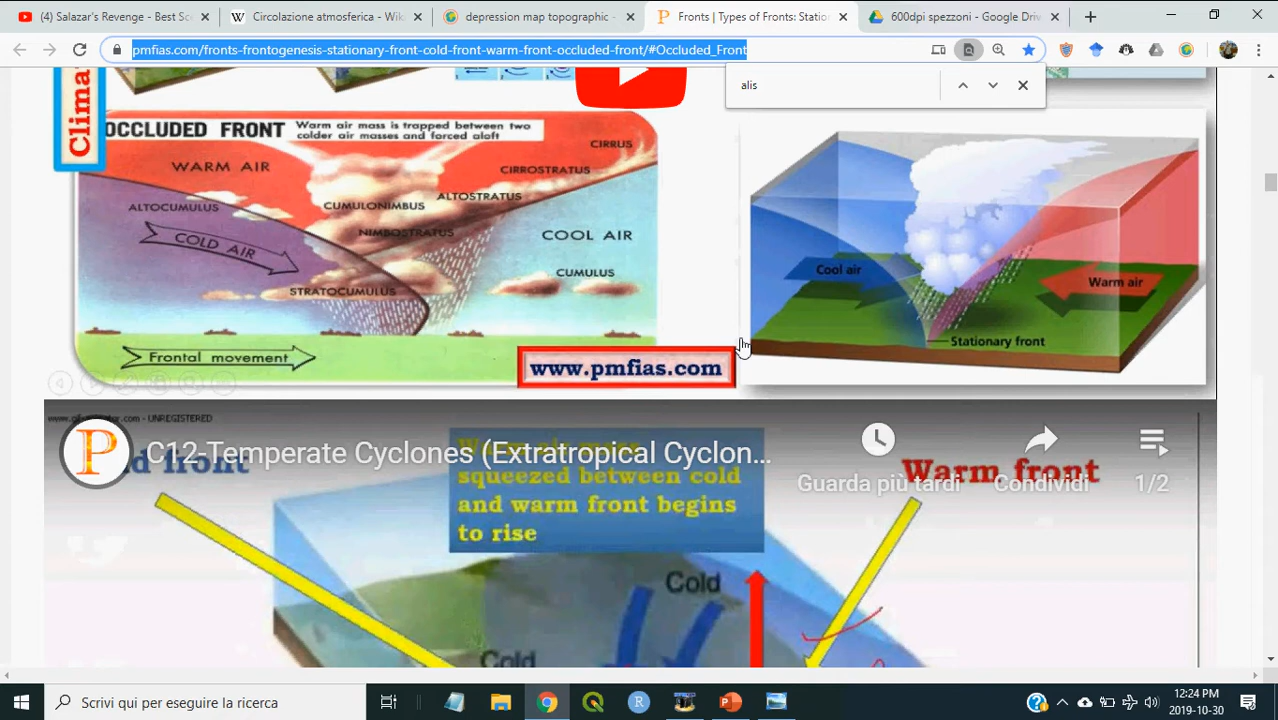 (4) Salazar's Revenge - Best Sc
Circolazione atmosferica - Wik
depression map topographic -
Fronts | Types of Fronts: Station
600dpi spezzoni - Google Driv
pmfias.com/fronts-frontogenesis-stationary-front-cold-front-warm-front-occluded-front/#Occluded_Front
alis
Climat
OCCLUDED FRONT
Warm air mass is trapped between two
colder air masses and forced aloft
CIRRUS
WARM AIR
CIRROSTRATUS
ALTOSTRATUS
ALTOCUMULUS
CUMULONIMBUS
NIMBOSTRATUS
COLD AIR
COOL AIR
CUMULUS
STRATOCUMULUS
Frontal movement
www.pmfias.com
Cool air
Warm air
Stationary front
- UNREGISTERED
P
C12-Temperate Cyclones (Extratropical Cyclon...
squeezed between cold
and warm front begins
to rise
Warm front
Guarda più tardi
Condividi
1/2
Cold
Cold
Scrivi qui per eseguire la ricerca
12:24 PM
2019-10-30